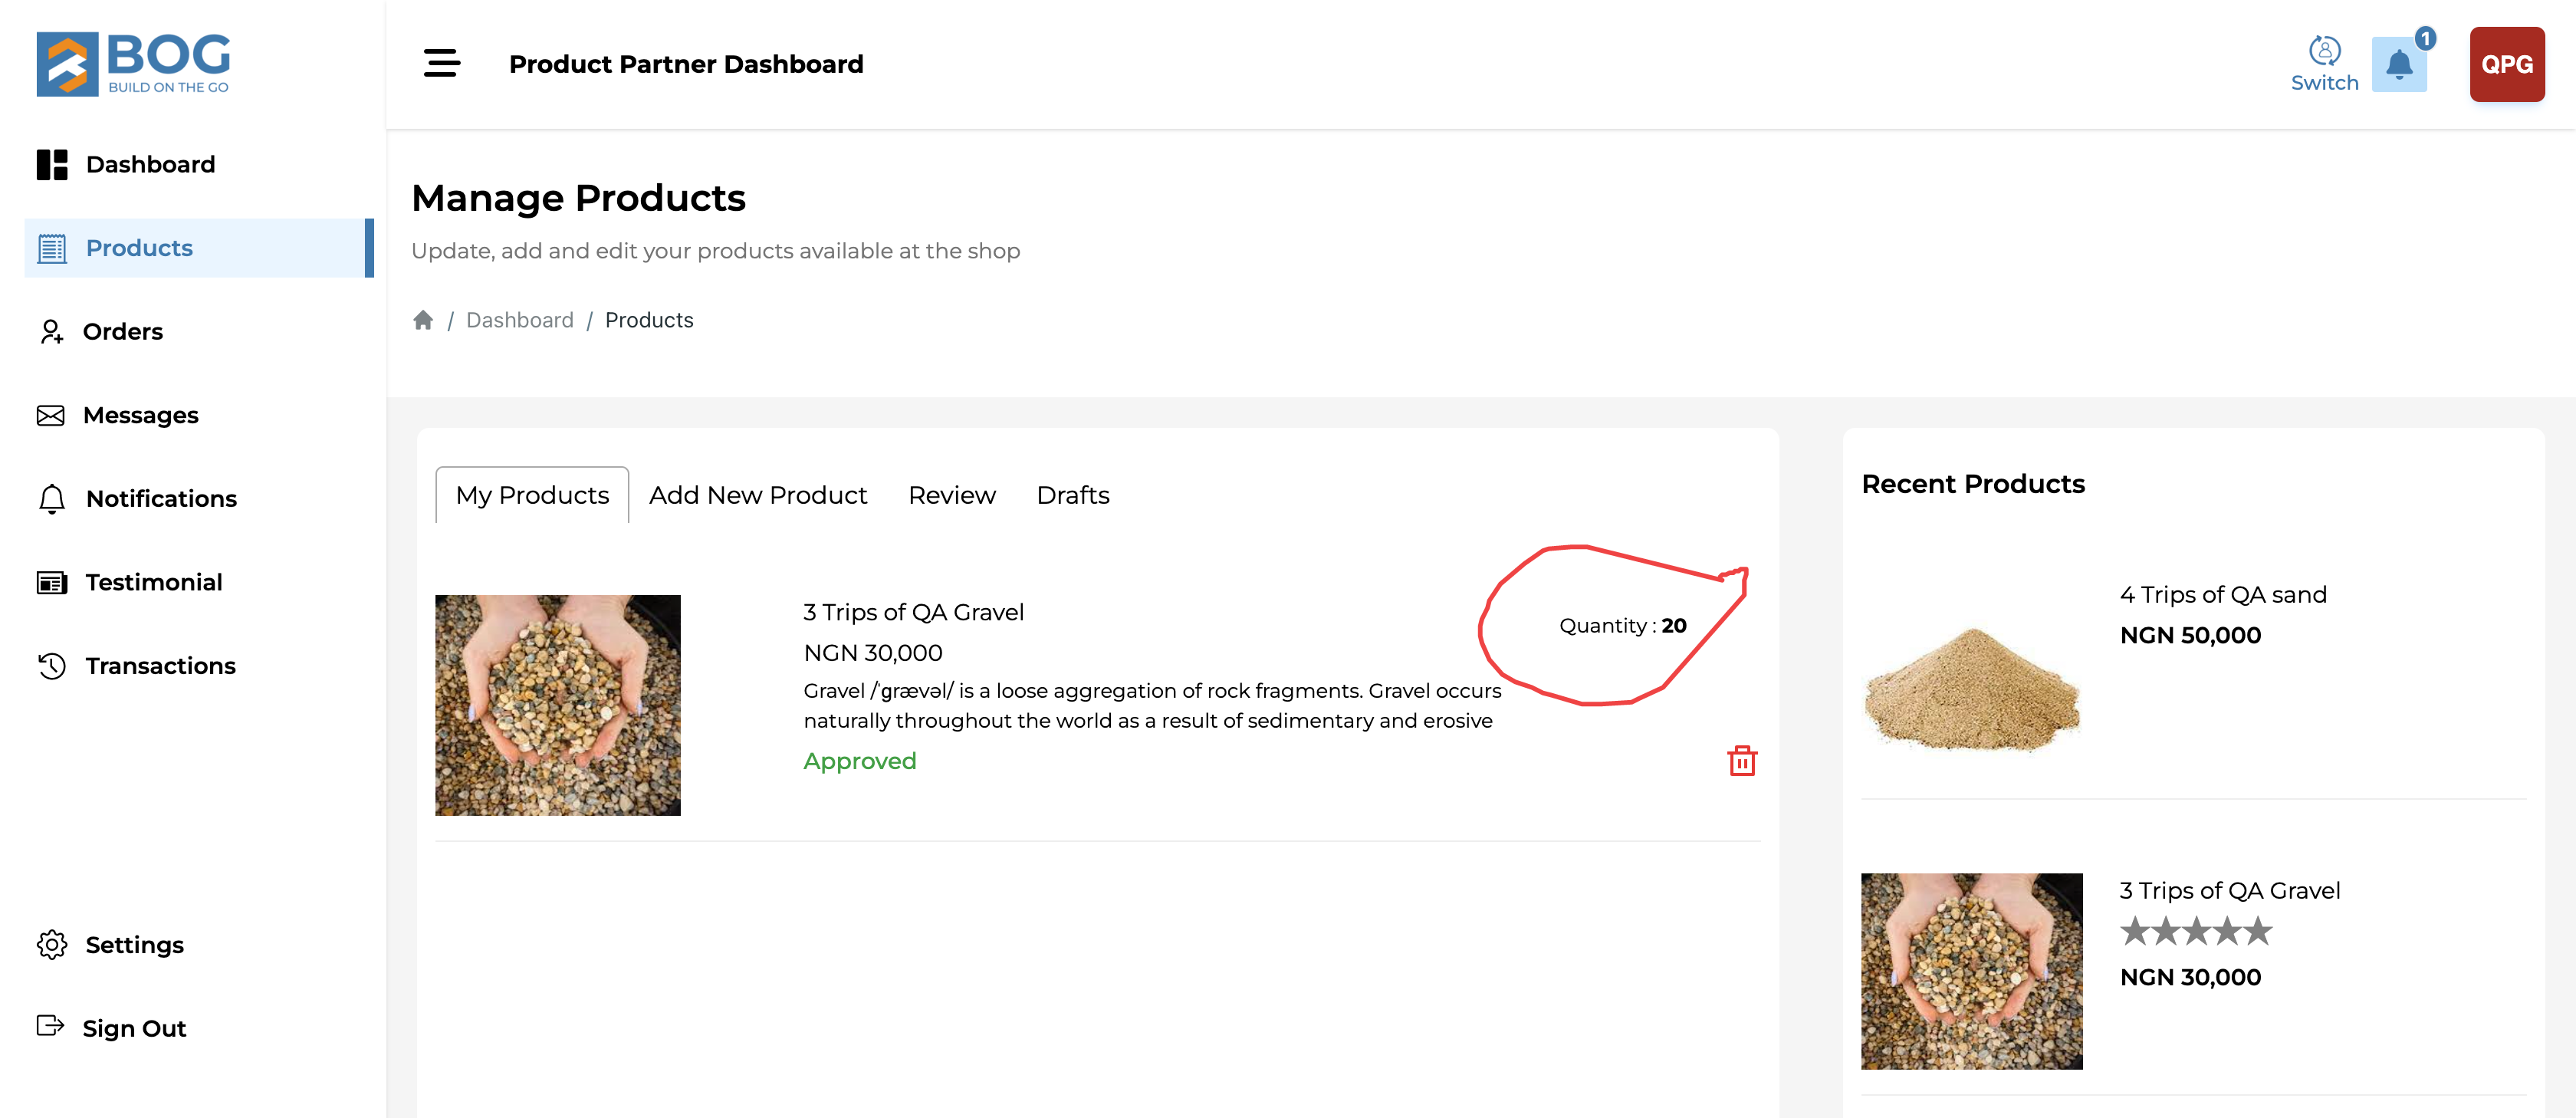 BOG
BUILD ON THE GO
Product Partner Dashboard
Switch
1
QPG
Dashboard
Products
Orders
Messages
Notifications
Testimonial
Transactions
Settings
Sign Out
Manage Products
Update, add and edit your products available at the shop
/ Dashboard / Products
My Products
Add New Product
Review
Drafts
3 Trips of QA Gravel
NGN 30,000
Gravel /ˈɡrævəl/ is a loose aggregation of rock fragments. Gravel occurs
naturally throughout the world as a result of sedimentary and erosive
Approved
Quantity : 20
Recent Products
4 Trips of QA sand
NGN 50,000
3 Trips of QA Gravel
NGN 30,000